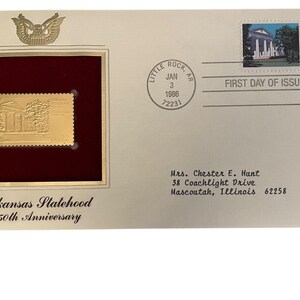 LITTLE ROCK, AR
JAN
3
1986
72231
FIRST DAY OF ISSU
Mrs. Chester E. Hunt
38 Coachlight Drive
Mascoutah, Illinois 62258
kansas Statehood
50th Anniversary